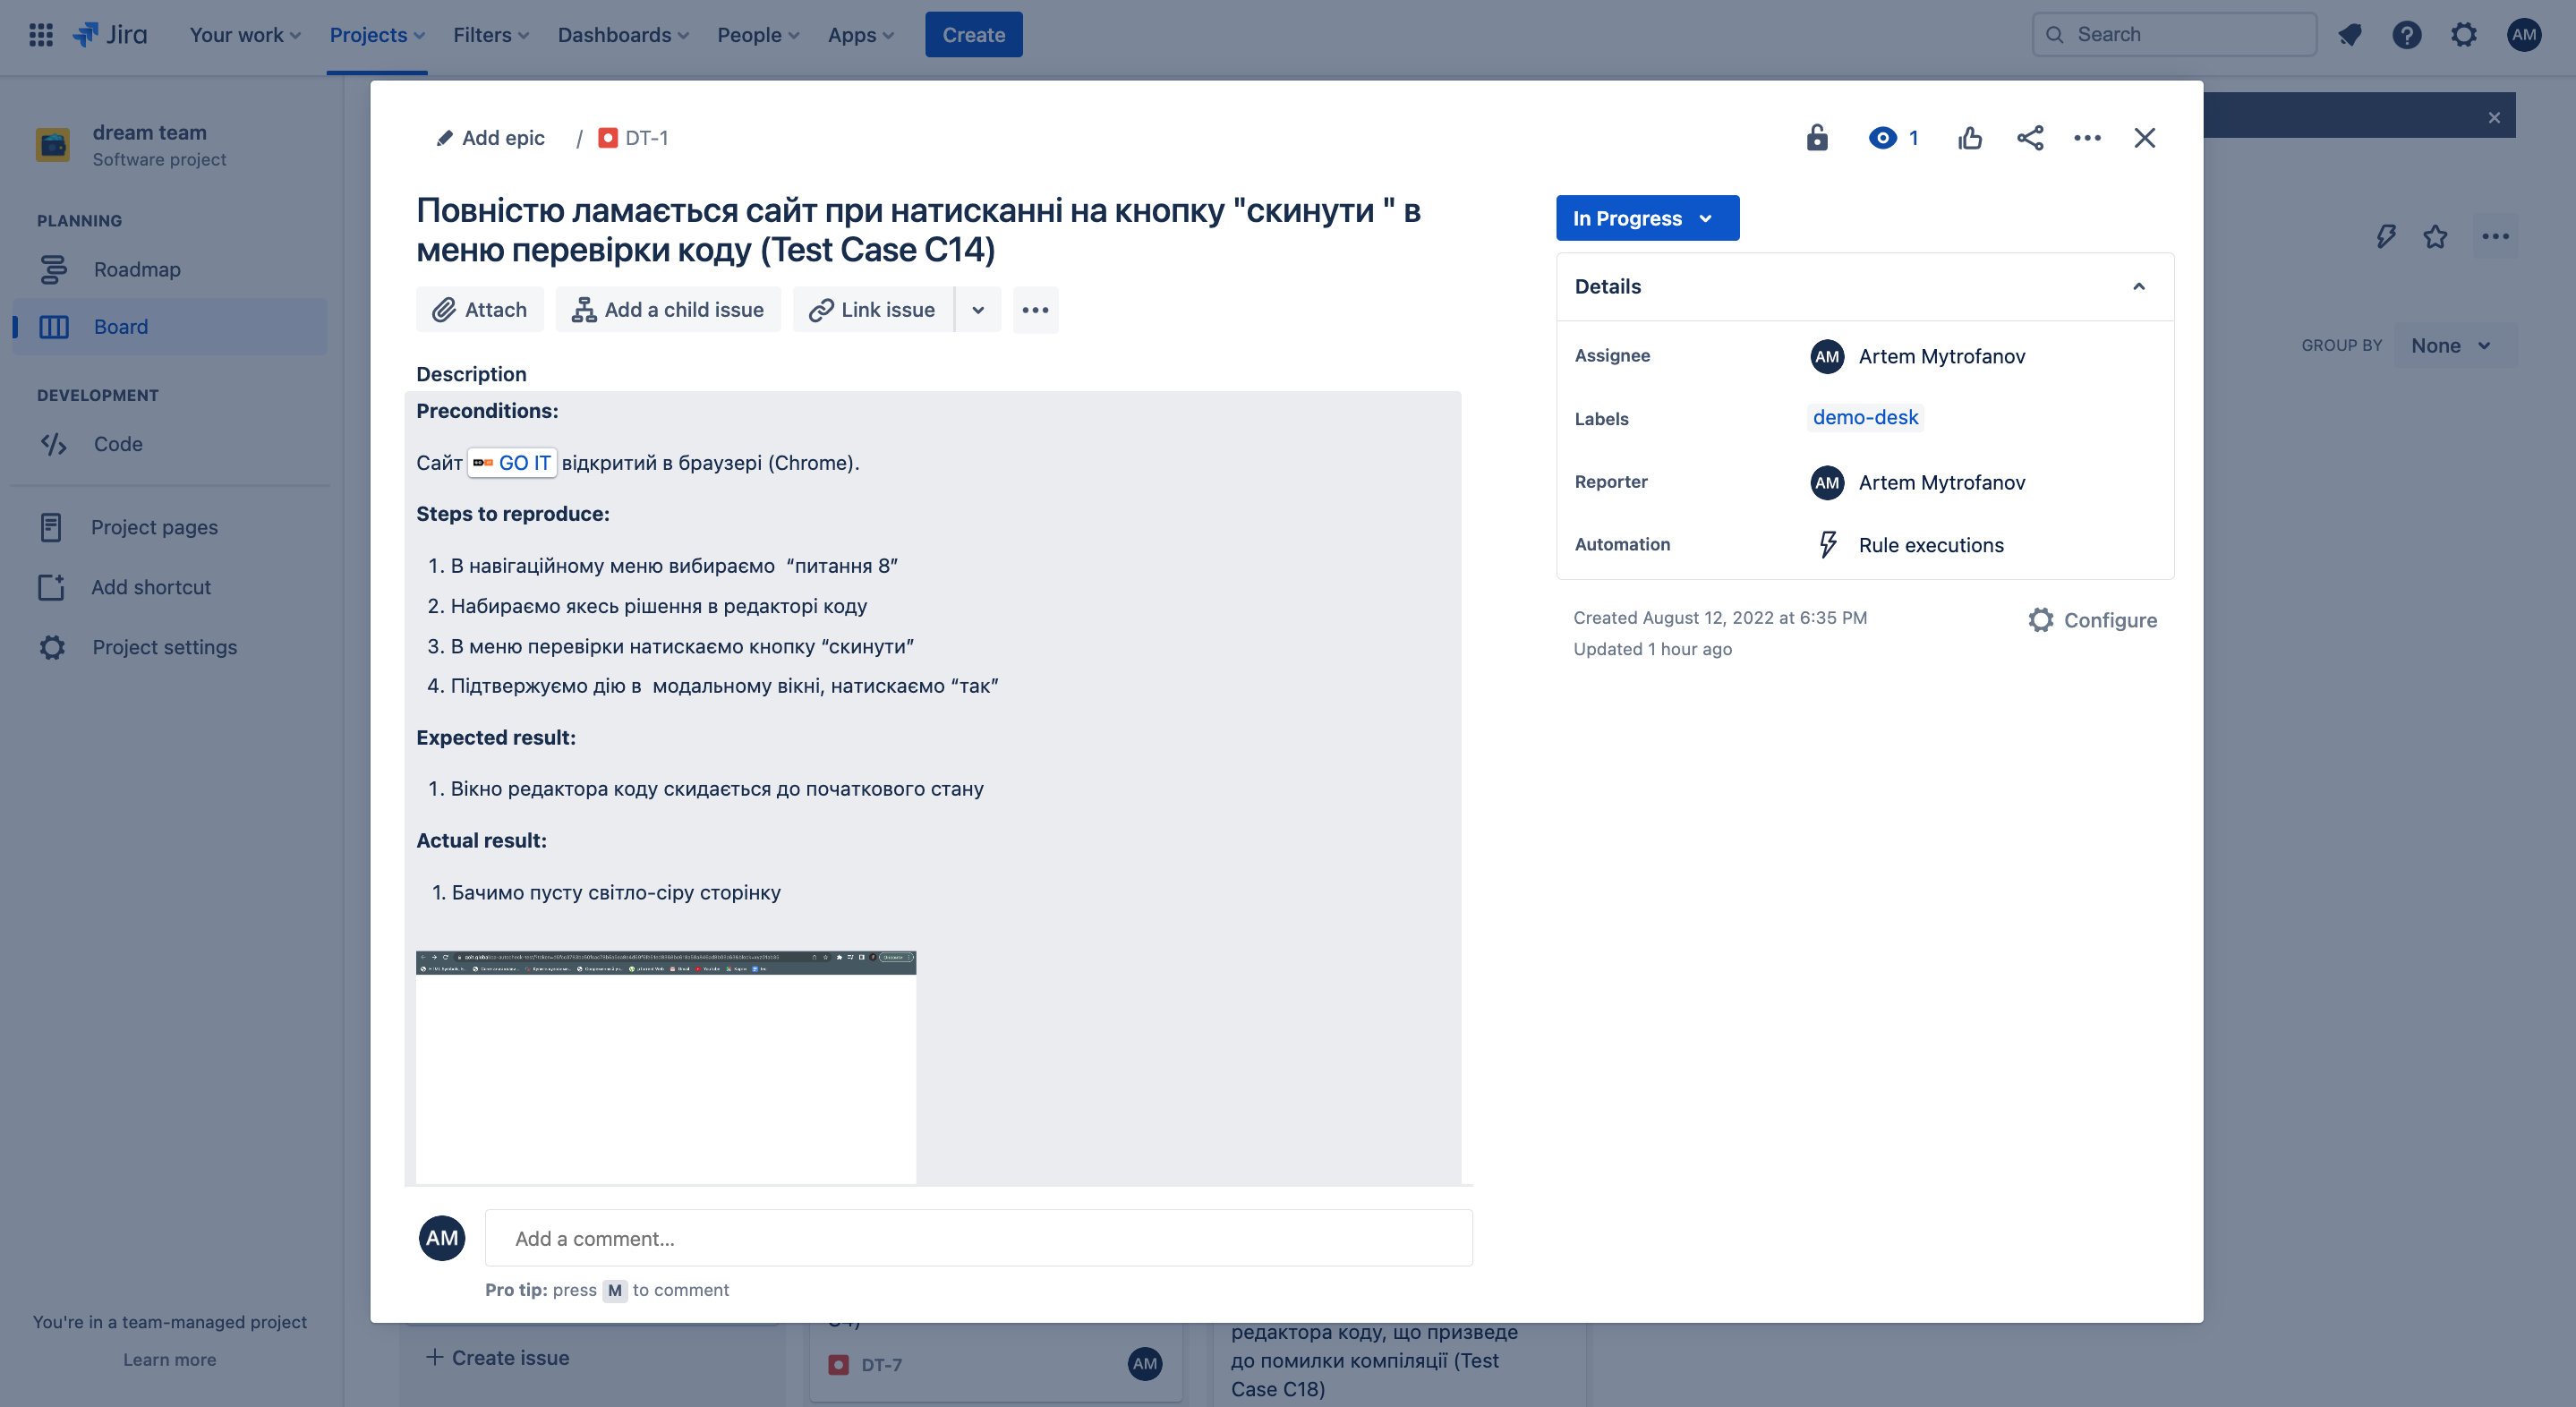 Jira Your work Projects Filters Dashboards People Apps Create Search AM
dream team
Software project
PLANNING
Roadmap
Board
DEVELOPMENT
Code
Project pages
Add shortcut
Project settings
You're in a team-managed project
Learn more
Add epic / DT-1
1
Повністю ламається сайт при натисканні на кнопку "скинути " в
меню перевірки коду (Test Case C14)
Attach Add a child issue Link issue
Description
Preconditions:
Сайт GO IT відкритий в браузері (Chrome).
Steps to reproduce:
1. В навігаційному меню вибираємо “питання 8”
2. Набираємо якесь рішення в редакторі коду
3. В меню перевірки натискаємо кнопку “скинути”
4. Підтвержуємо дію в модальному вікні, натискаємо “так”
Expected result:
1. Вікно редактора коду скидається до початкового стану
Actual result:
1. Бачимо пусту світло-сіру сторінку
AM Add a comment...
Pro tip: press M to comment
In Progress
Details
Assignee AM Artem Mytrofanov
Labels demo-desk
Reporter AM Artem Mytrofanov
Automation Rule executions
Created August 12, 2022 at 6:35 PM
Updated 1 hour ago
Configure
GROUP BY None
Create issue
DT-7 AM
редактора коду, що призведе
до помилки компіляції (Test
Case C18)